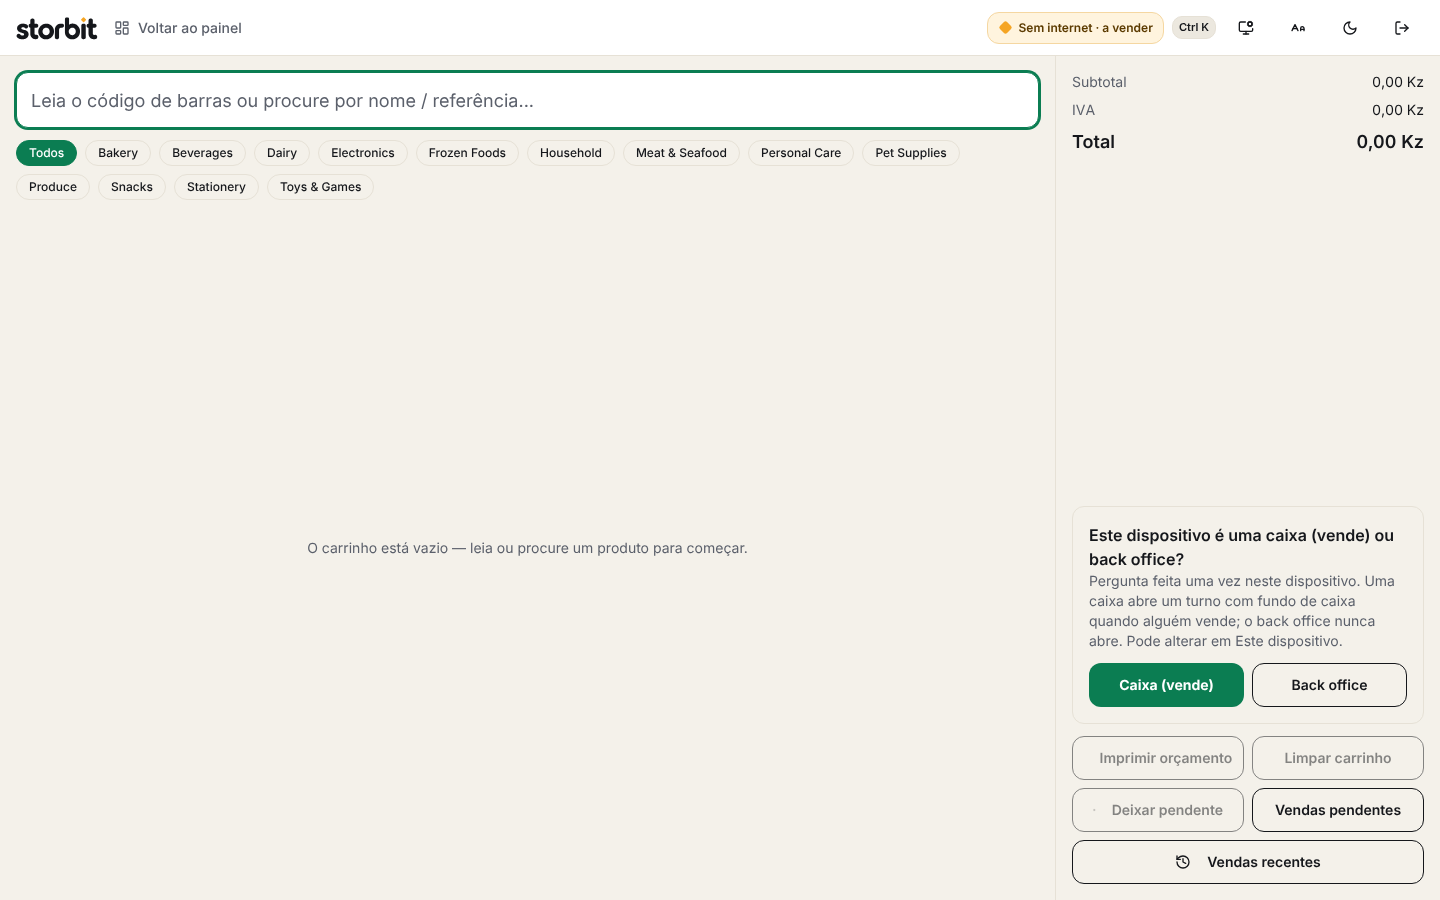 storbit
Voltar ao painel
Sem internet · a vender
Ctrl K
Aa
Leia o código de barras ou procure por nome / referência...
Todos
Bakery
Beverages
Dairy
Electronics
Frozen Foods
Household
Meat & Seafood
Personal Care
Pet Supplies
Produce
Snacks
Stationery
Toys & Games
O carrinho está vazio — leia ou procure um produto para começar.
Subtotal 0,00 Kz
IVA 0,00 Kz
Total 0,00 Kz
Este dispositivo é uma caixa (vende) ou
back office?
Pergunta feita uma vez neste dispositivo. Uma
caixa abre um turno com fundo de caixa
quando alguém vende; o back office nunca
abre. Pode alterar em Este dispositivo.
Caixa (vende)
Back office
Imprimir orçamento
Limpar carrinho
Deixar pendente
Vendas pendentes
Vendas recentes